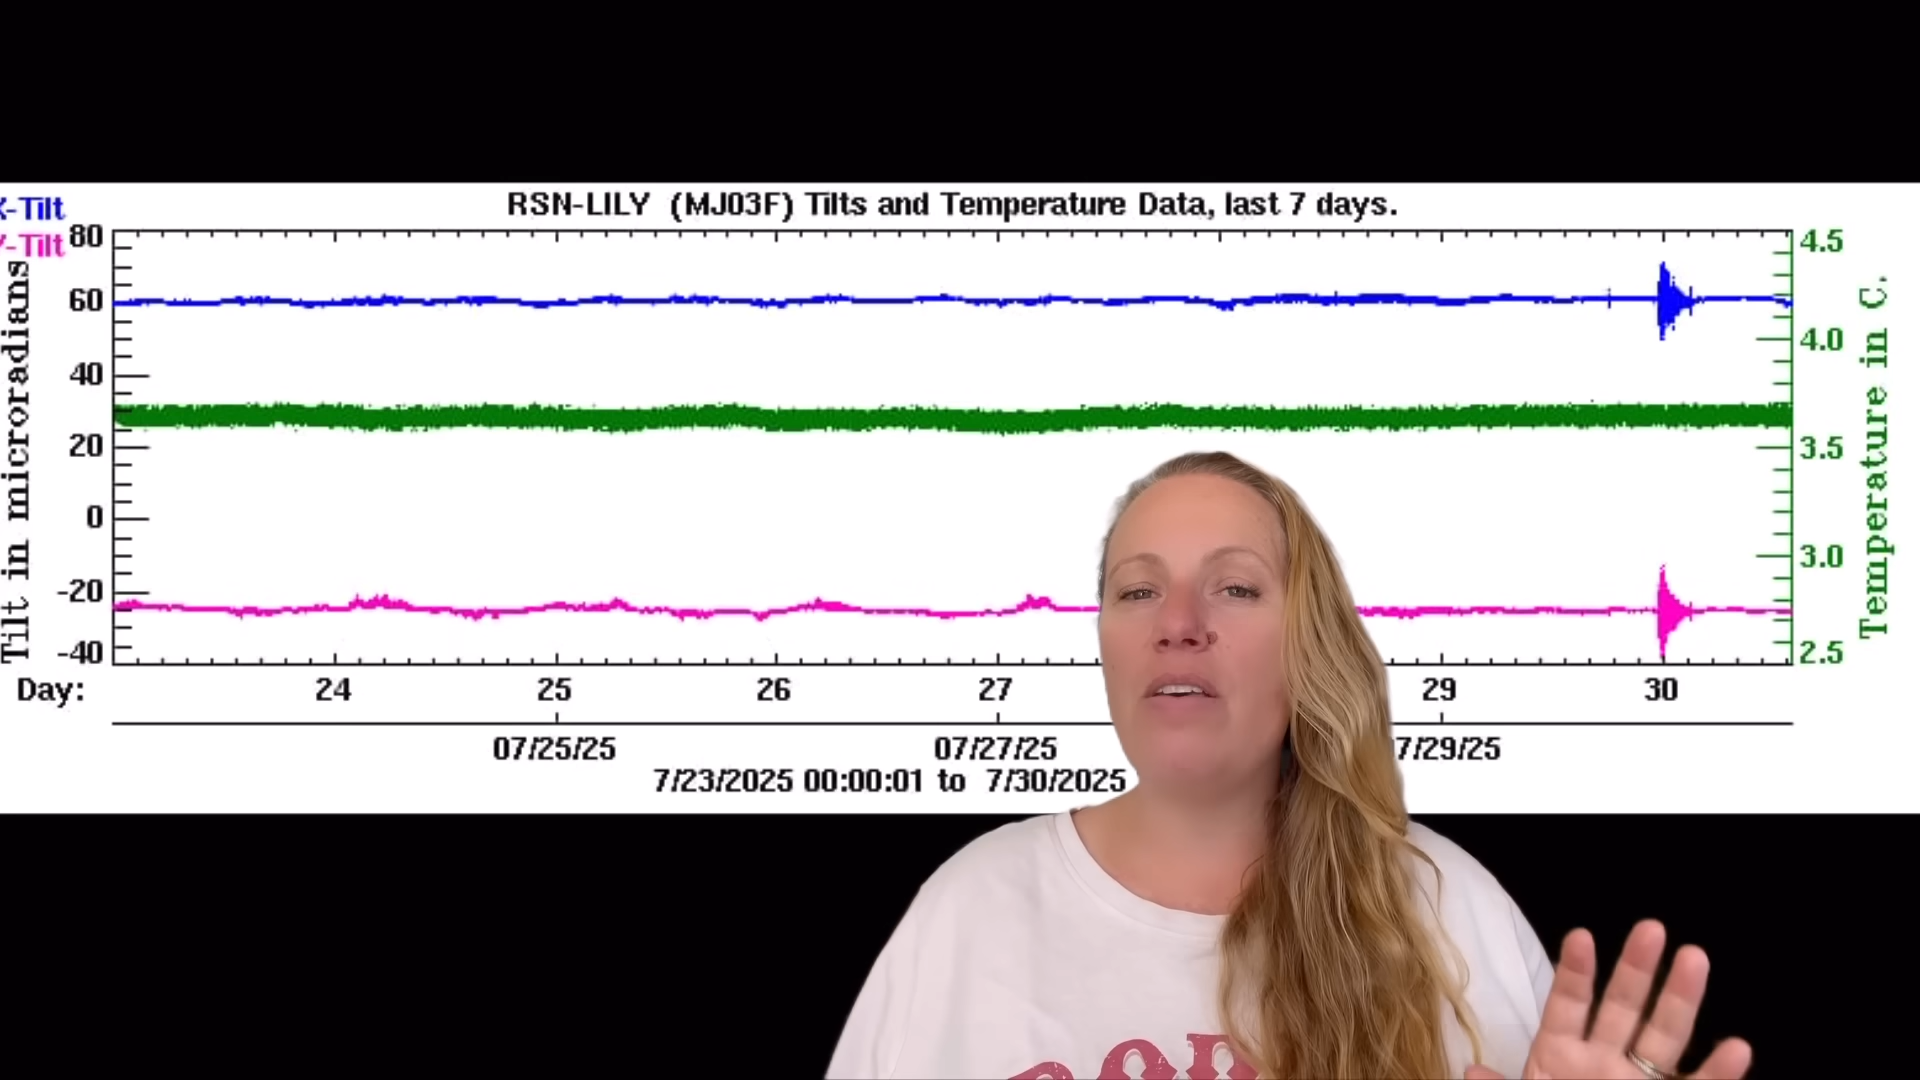 X-Tilt
RSN-LILY (MJ03F) Tilts and Temperature Data, last 7 days.
Y-Tilt
80
60
40
20
0
-20
-40
Tilt in microradians
4.5
4.0
3.5
3.0
2.5
Temperature in C.
Day: 24 25 26 27 29 30
07/25/25 07/27/25 7/29/25
7/23/2025 00:00:01 to 7/30/2025